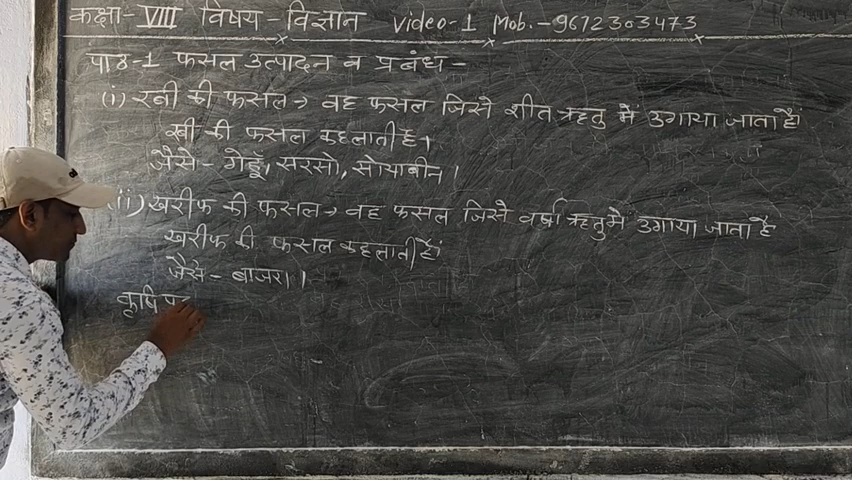 कक्षा-VIII विषय-विज्ञान Video-1 Mob.-9672303473
पाठ-1 फसल उत्पादन व प्रबंध-
(i) रबी की फसल→ वह फसल जिसे शीत ऋतु में उगाया जाता है।
रबी की फसल कहलाती है।
जैसे- गेहूँ, सरसो, सोयाबीन।
(ii) खरीफ की फसल→ वह फसल जिसे वर्षा ऋतु मे उगाया जाता है
खरीफ की फसल कहलाती है।
जैसे- बाजरा।
कृषि